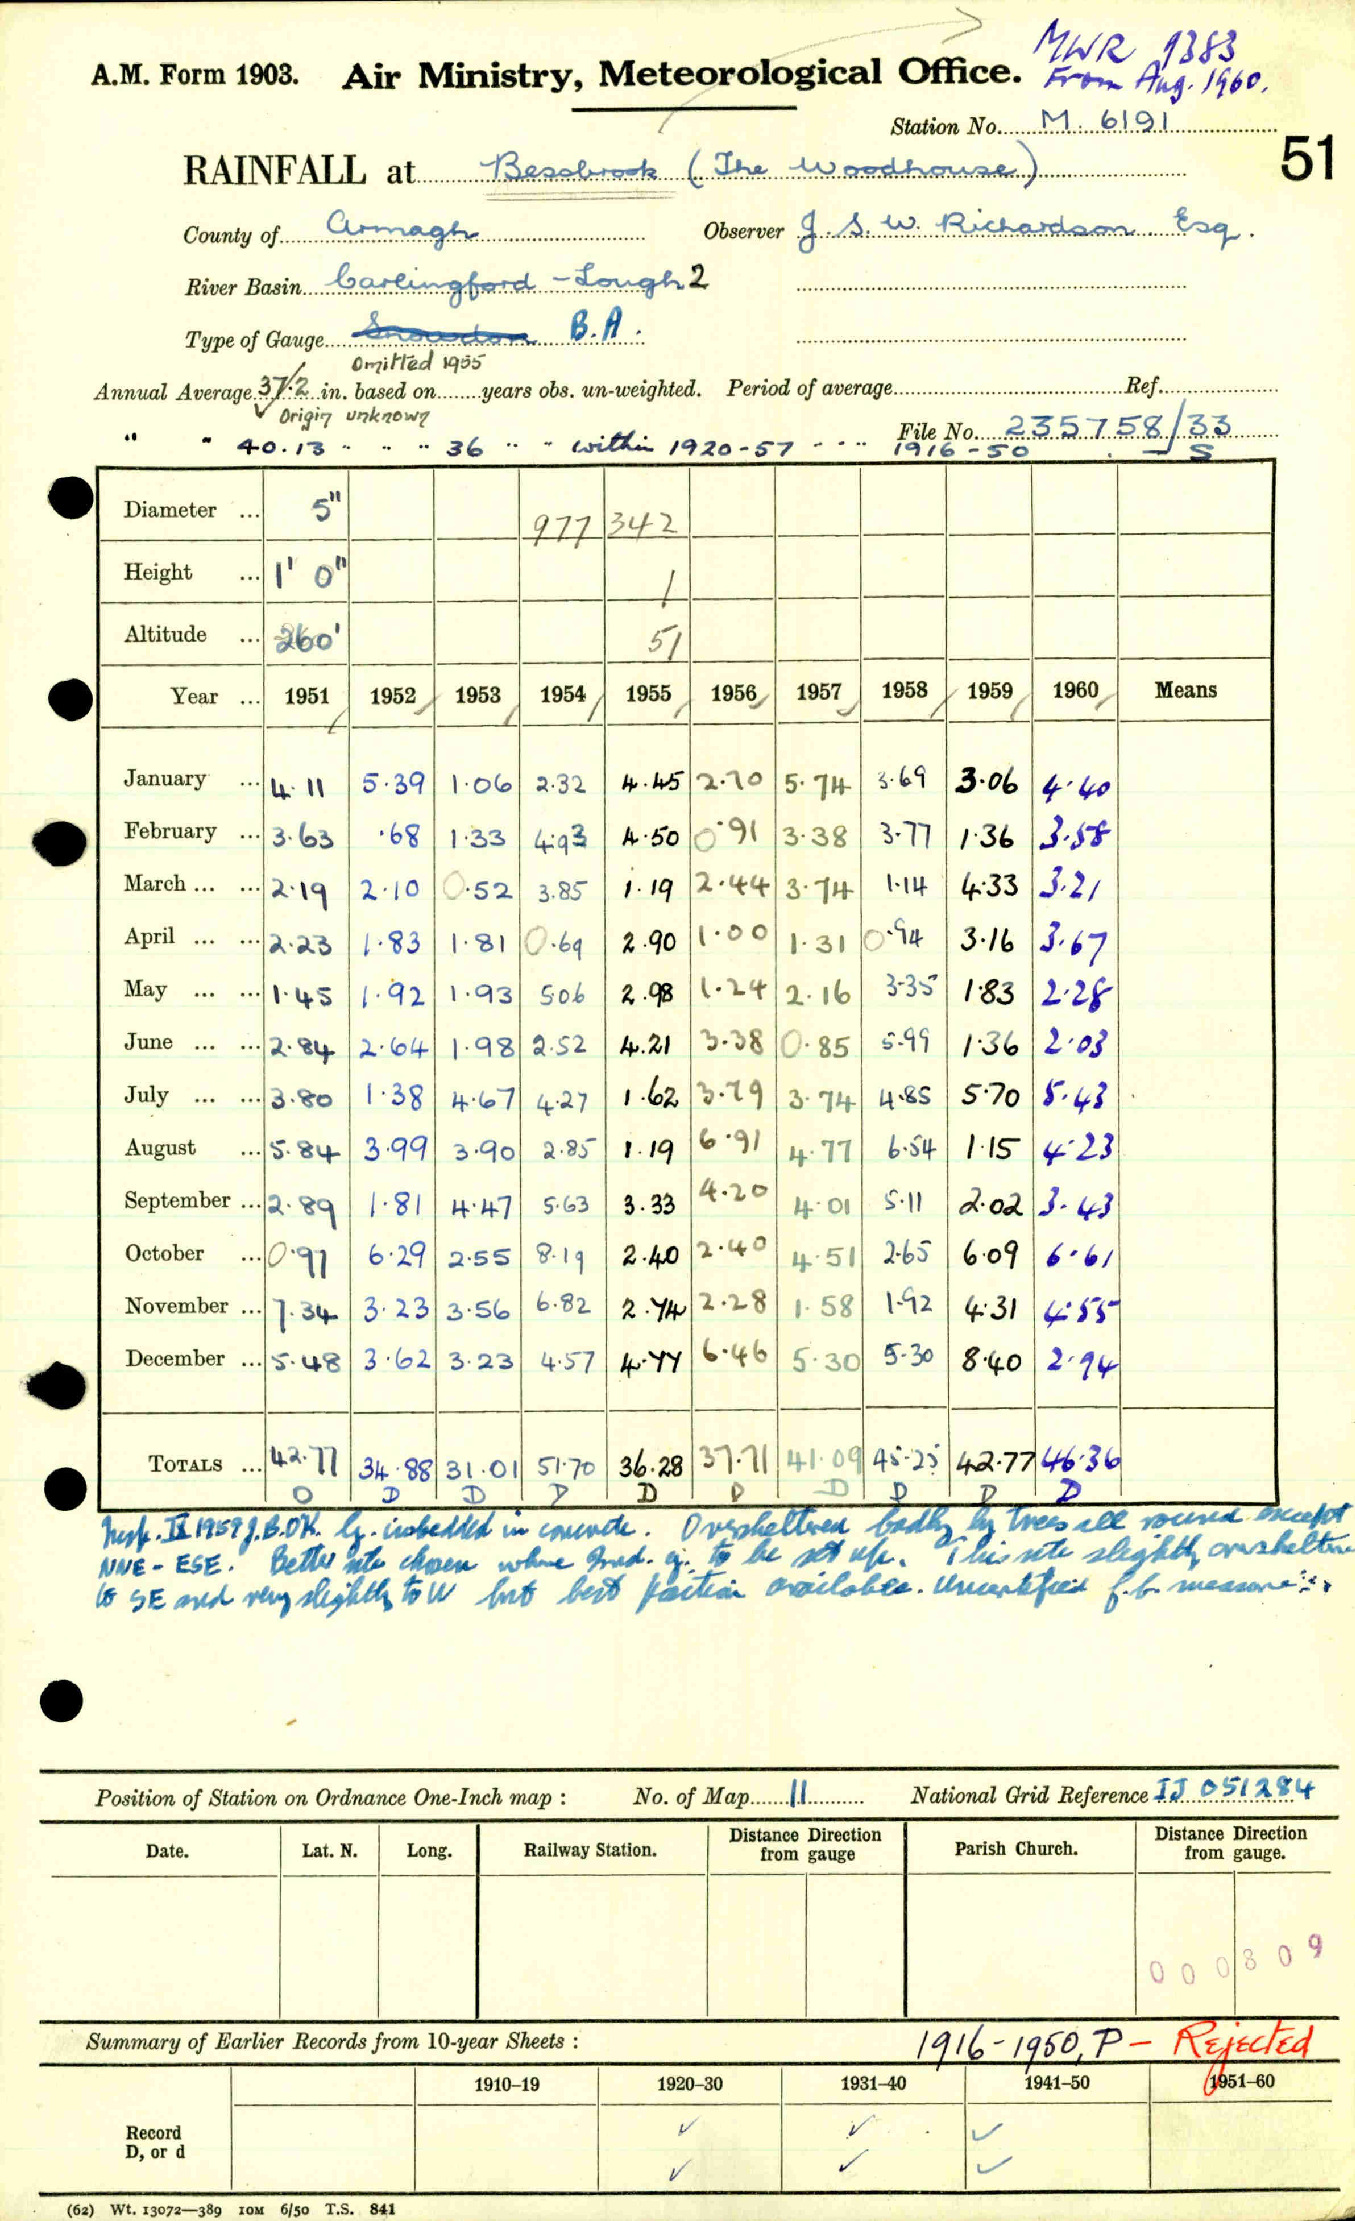 MWR 9383
A.M. Form 1903. Air Ministry, Meteorological Office. From Aug. 1960.
Station No. M. 6191
51
RAINFALL at Bessbrook (The Woodhouse)
County of Armagh Observer J. S. W. Richardson Esq.
River Basin Carlingford - Lough 2
Type of Gauge Snowdon B.A.
Omitted 1955
Annual Average 37.2 in. based on years obs. un-weighted. Period of average Ref.
Origin unknown
File No. 235758/33
" " 40.13 " " " 36 " " within 1920-57 " " " 1916-50 S
Diameter ... 5" 977 342
Height ... 1' 0" 1
Altitude ... 260' 51
Year ... 1951 1952 1953 1954 1955 1956 1957 1958 1959 1960 Means
January ... 4.11 5.39 1.06 2.32 4.45 2.70 5.74 3.69 3.06 4.40
February ... 3.63 .68 1.33 4.93 4.50 0.91 3.38 3.77 1.36 3.58
March ... ... 2.19 2.10 0.52 3.85 1.19 2.44 3.74 1.14 4.33 3.21
April ... ... 2.23 1.83 1.81 0.69 2.90 1.00 1.31 0.94 3.16 3.67
May ... ... 1.45 1.92 1.93 5.06 2.98 1.24 2.16 3.35 1.83 2.28
June ... ... 2.84 2.64 1.98 2.52 4.21 3.38 0.85 5.99 1.36 2.03
July ... ... 3.80 1.38 4.67 4.27 1.62 3.79 3.74 4.85 5.70 5.43
August ... 5.84 3.99 3.90 2.85 1.19 6.91 4.77 6.54 1.15 4.23
September ... 2.89 1.81 4.47 5.63 3.33 4.20 4.01 5.11 2.02 3.43
October ... 0.97 6.29 2.55 8.19 2.40 2.40 4.51 2.65 6.09 6.61
November ... 7.34 3.23 3.56 6.82 2.74 2.28 1.58 1.92 4.31 4.55
December ... 5.48 3.62 3.23 4.57 4.77 6.46 5.30 5.30 8.40 2.94
TOTALS ... 42.77 34.88 31.01 51.70 36.28 37.71 41.09 45.25 42.77 46.36
D D D D D D D D D D
Insp. IX 1959 J.B.OK. G. imbedded in concrete. Oversheltered badly by trees all round except
NNE - ESE. Better site chosen where Brad. g. to be set up. This site slightly overshelter
to SE and very slightly to W but best position available. Uncertified f.b. measure
Position of Station on Ordnance One-Inch map : No. of Map 11 National Grid Reference IJ 051284
Date. Lat. N. Long. Railway Station. Distance Direction from gauge Parish Church. Distance Direction from gauge.
000809
Summary of Earlier Records from 10-year Sheets : 1916-1950, P - Rejected
1910–19 1920–30 1931–40 1941–50 1951–60
Record ✓ ✓ ✓
D, or d ✓ ✓ ✓
(62) Wt. 13072—389 10M 6/50 T.S. 841